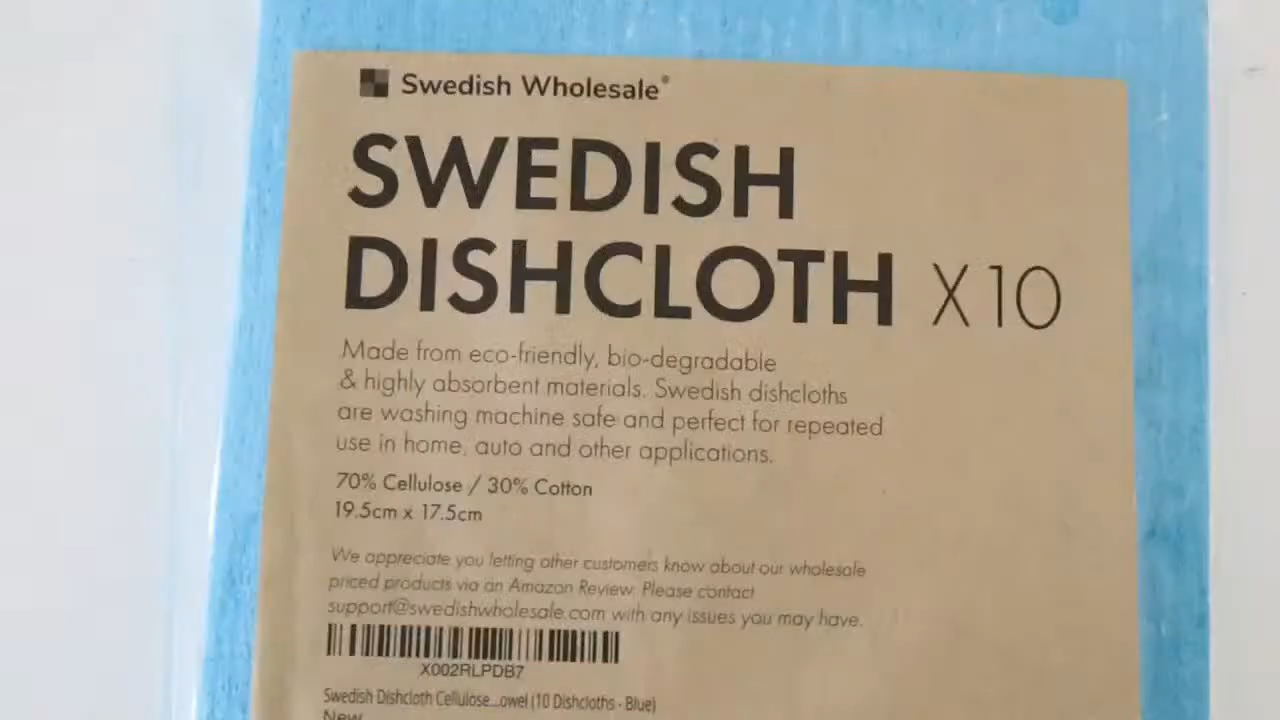 Swedish Wholesale®
SWEDISH
DISHCLOTH X10
Made from eco-friendly, bio-degradable
& highly absorbent materials. Swedish dishcloths
are washing machine safe and perfect for repeated
use in home, auto and other applications.
70% Cellulose / 30% Cotton
19.5cm x 17.5cm
We appreciate you letting other customers know about our wholesale
priced products via an Amazon Review. Please contact
support@swedishwholesale.com with any issues you may have.
X002RLPDB7
Swedish Dishcloth Cellulose...owel (10 Dishcloths - Blue)
New